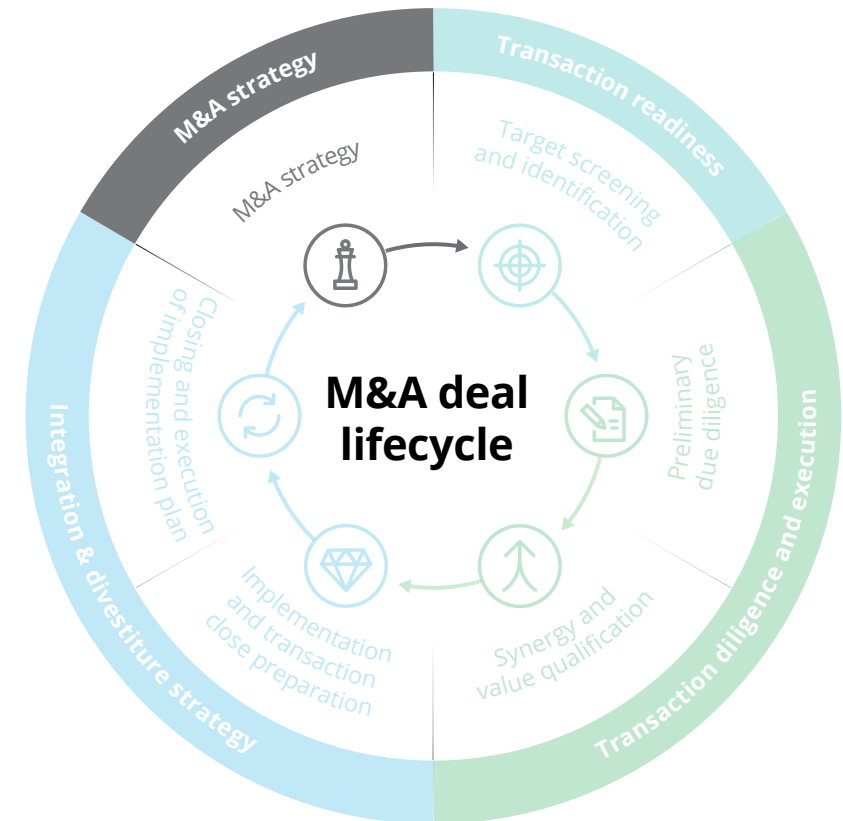 M&A strategy
Transaction readiness
Transaction diligence and execution
Integration & divestiture strategy
M&A strategy
Target screening
and identification
Preliminary
due diligence
Synergy and
value qualification
Implementation
and transaction
close preparation
Closing and execution
of implementation plan
M&A deal
lifecycle